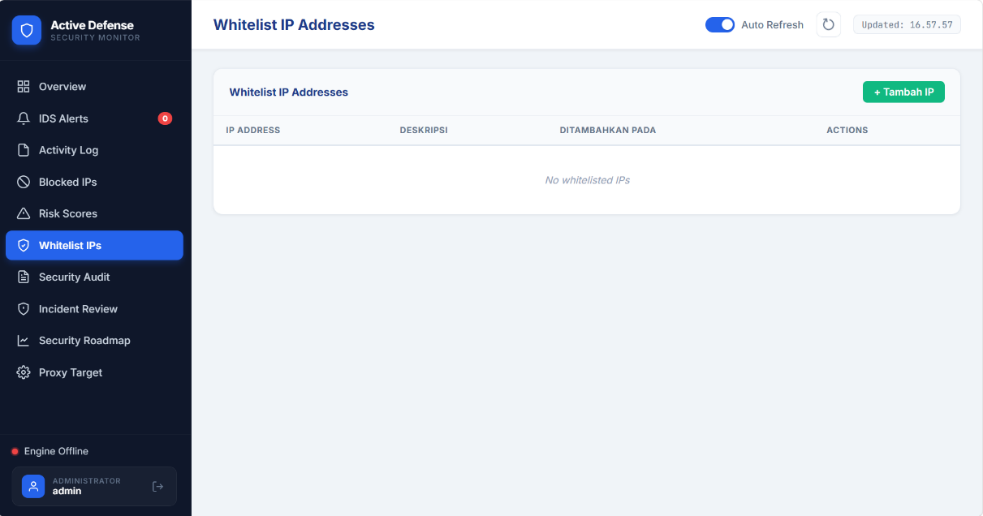 Active Defense
SECURITY MONITOR
Overview
IDS Alerts 0
Activity Log
Blocked IPs
Risk Scores
Whitelist IPs
Security Audit
Incident Review
Security Roadmap
Proxy Target
Engine Offline
ADMINISTRATOR
admin
Whitelist IP Addresses
Auto Refresh
Updated: 16.57.57
Whitelist IP Addresses
+ Tambah IP
IP ADDRESS DESKRIPSI DITAMBAHKAN PADA ACTIONS
No whitelisted IPs